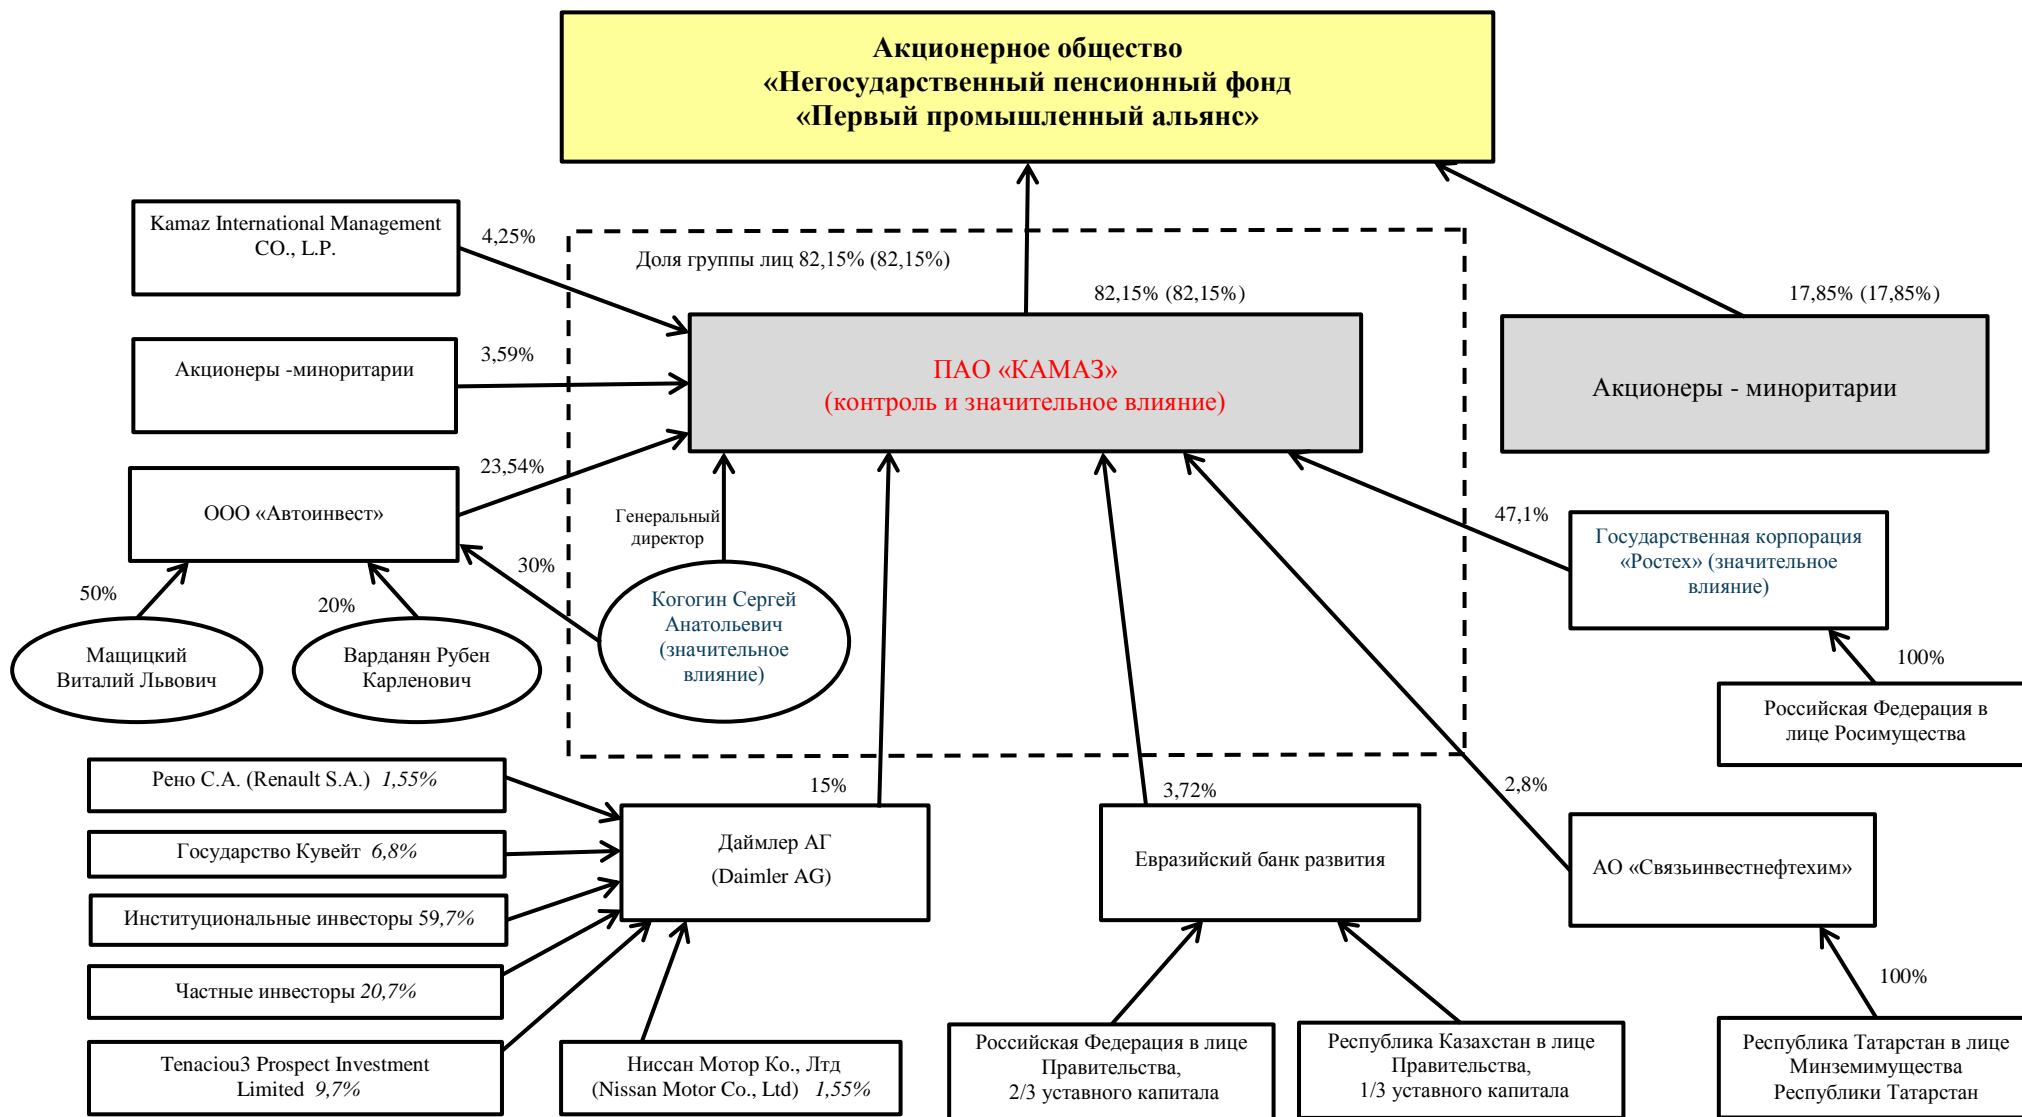 Акционерное общество
«Негосударственный пенсионный фонд
«Первый промышленный альянс»
Kamaz International Management
CO., L.P.
4,25%
Доля группы лиц 82,15% (82,15%)
82,15% (82,15%)
17,85% (17,85%)
Акционеры -миноритарии
3,59%
ПАО «КАМАЗ»
(контроль и значительное влияние)
Акционеры - миноритарии
ООО «Автоинвест»
23,54%
Генеральный
директор
47,1%
Государственная корпорация
«Ростех» (значительное
влияние)
50%
20%
30%
Мащицкий
Виталий Львович
Варданян Рубен
Карленович
Когогин Сергей
Анатольевич
(значительное
влияние)
100%
Российская Федерация в
лице Росимущества
Рено С.А. (Renault S.A.) 1,55%
Государство Кувейт 6,8%
Институциональные инвесторы 59,7%
Частные инвесторы 20,7%
Tenaciou3 Prospect Investment
Limited 9,7%
15%
Даймлер АГ
(Daimler AG)
Ниссан Мотор Ко., Лтд
(Nissan Motor Co., Ltd) 1,55%
3,72%
Евразийский банк развития
Российская Федерация в лице
Правительства,
2/3 уставного капитала
Республика Казахстан в лице
Правительства,
1/3 уставного капитала
2,8%
АО «Связьинвестнефтехим»
100%
Республика Татарстан в лице
Минземимущества
Республики Татарстан